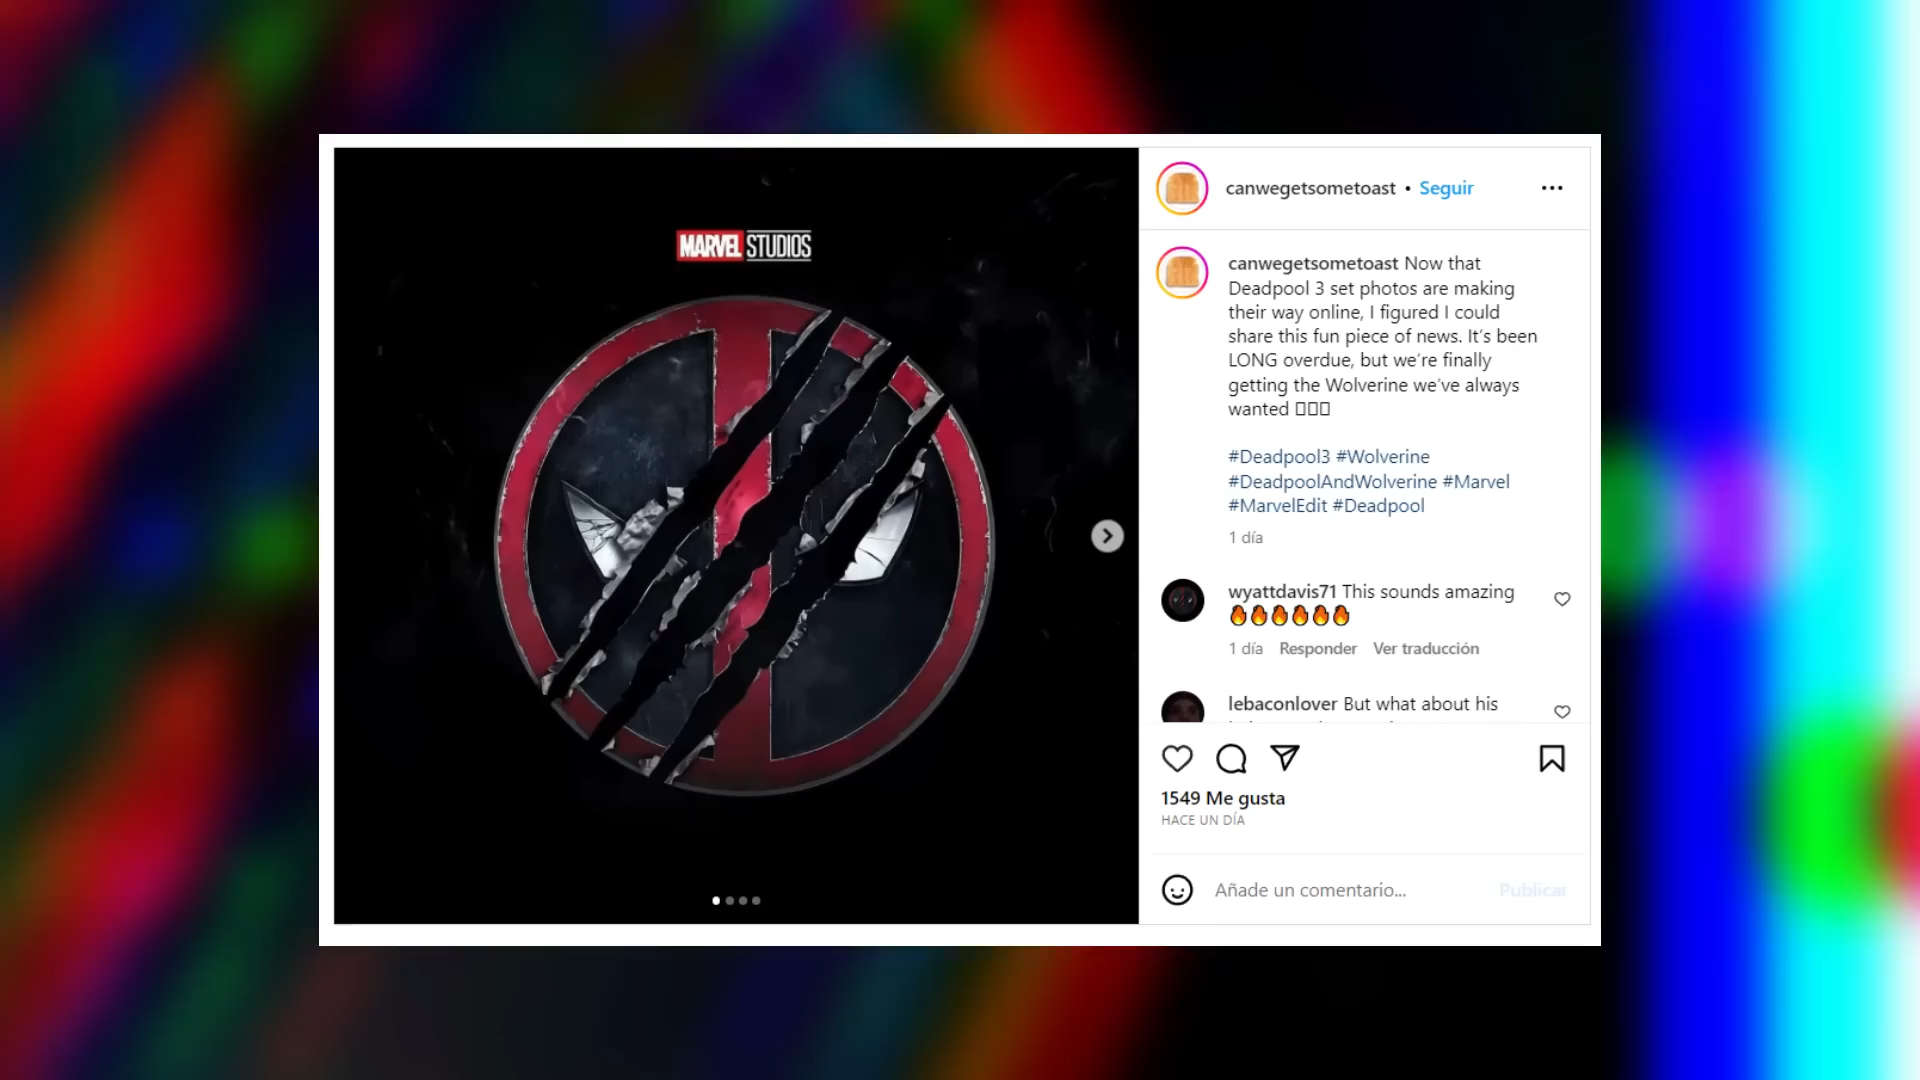 MARVEL STUDIOS
canwegetsometoast • Seguir
canwegetsometoast Now that
Deadpool 3 set photos are making
their way online, I figured I could
share this fun piece of news. It's been
LONG overdue, but we're finally
getting the Wolverine we've always
wanted
#Deadpool3 #Wolverine
#DeadpoolAndWolverine #Marvel
#MarvelEdit #Deadpool
1 día
wyattdavis71 This sounds amazing
🔥🔥🔥🔥🔥🔥
1 día Responder Ver traducción
lebaconlover But what about his
1549 Me gusta
HACE UN DÍA
Añade un comentario... Publicar